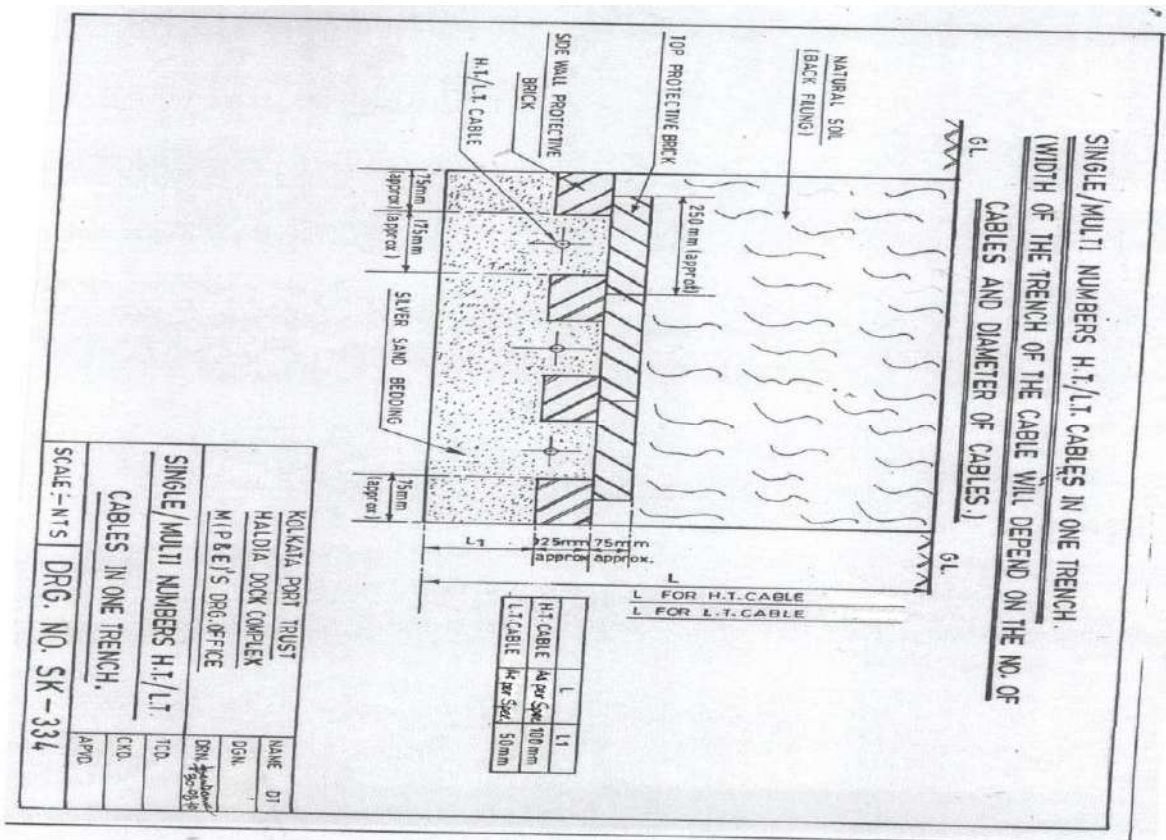 SINGLE/MULTI NUMBERS H.T./L.T. CABLES IN ONE TRENCH.
(WIDTH OF THE TRENCH OF THE CABLE WILL DEPEND ON THE NO. OF
CABLES AND DIAMETER OF CABLES.)
GL
GL
NATURAL SOIL
(BACK FILLING)
TOP PROTECTIVE BRICK
250mm (approx)
SIDE WALL PROTECTIVE
BRICK
H.T./L.T. CABLE
75mm
(approx)
175mm
(approx)
SILVER SAND BEDDING
75mm
(approx)
L1
125mm
approx
75mm
approx.
L
L FOR H.T. CABLE
L FOR L.T. CABLE
L L1
H.T. CABLE As per Spec 100mm
L.T. CABLE As per Spec 50mm
KOLKATA PORT TRUST
HALDIA DOCK COMPLEX
M(P&E)'S DRG. OFFICE
SINGLE/MULTI NUMBERS H.T./L.T.
CABLES IN ONE TRENCH.
NAME DT
DGN.
DRN.
TCD.
CKD.
APVD.
SCALE:-NTS DRG. NO. SK-334